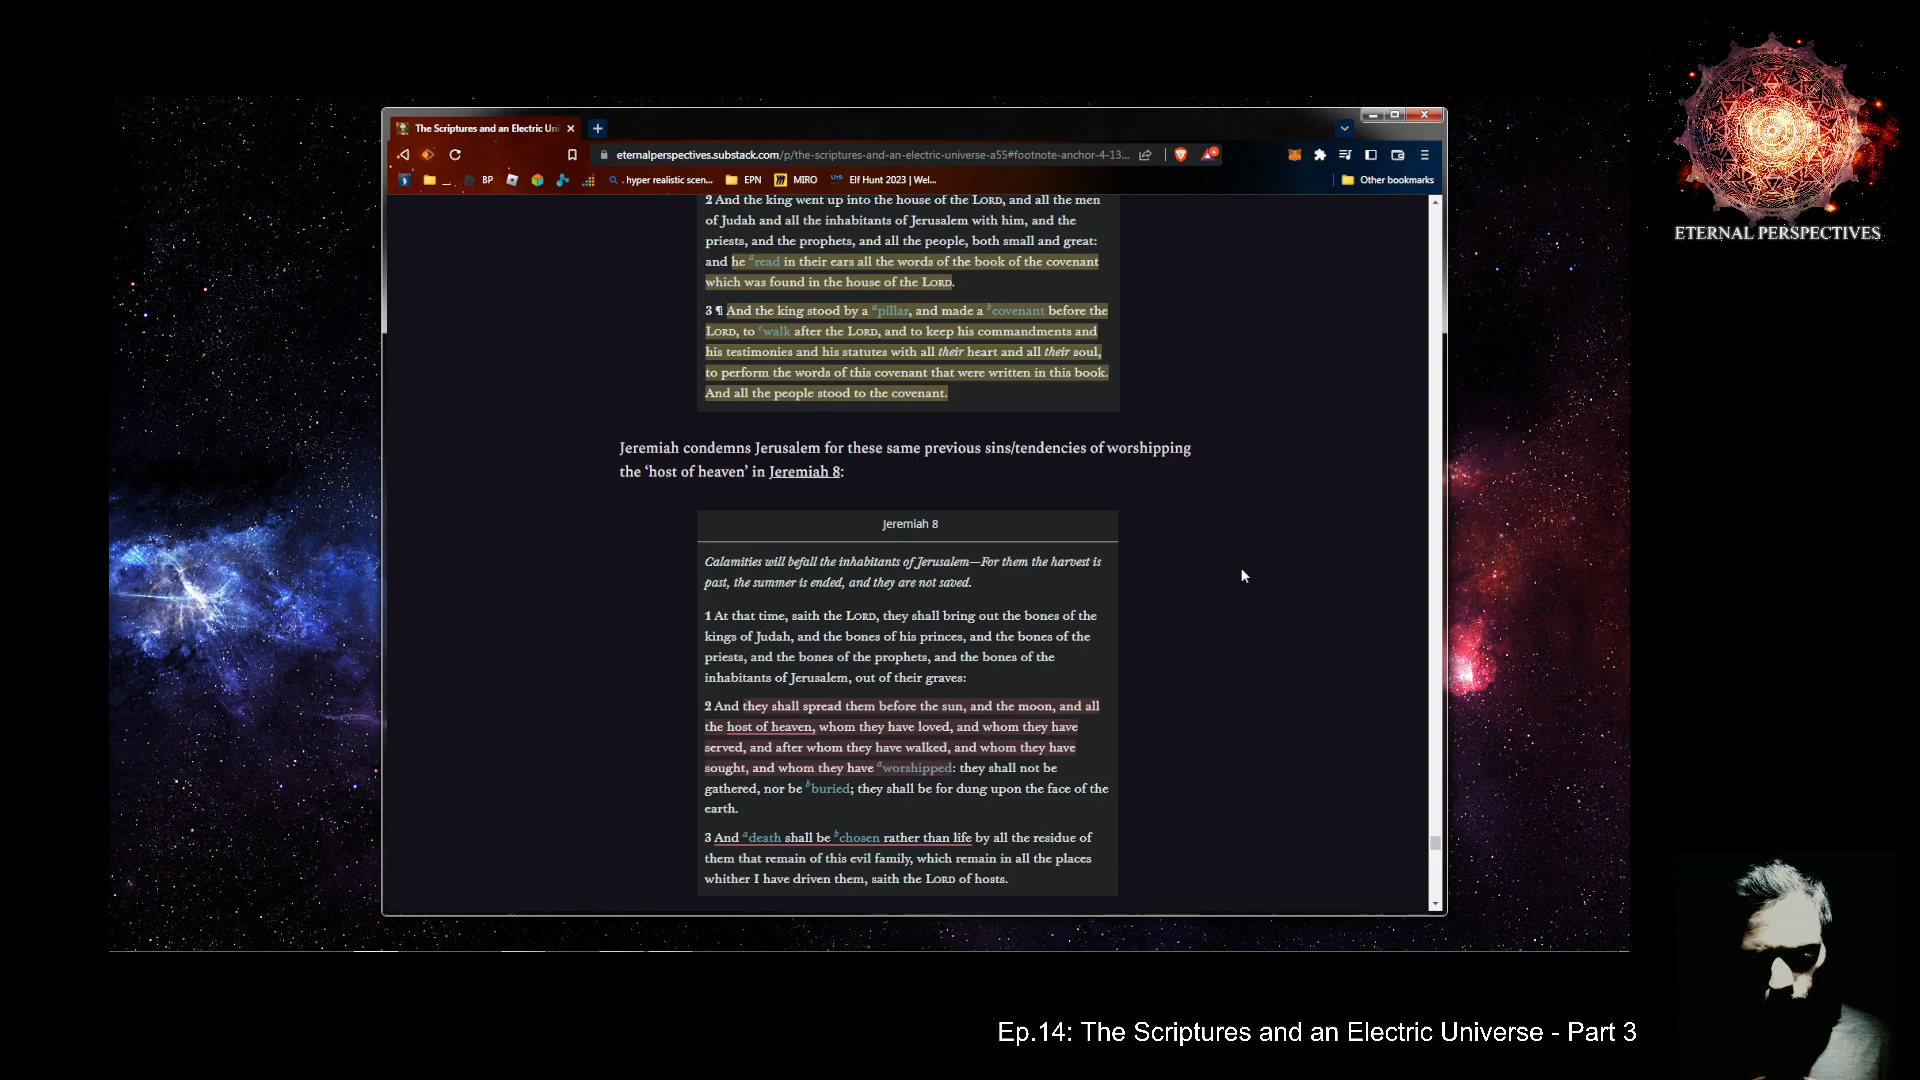 ETERNAL PERSPECTIVES
The Scriptures and an Electric Uni
eternalperspectives.substack.com/p/the-scriptures-and-an-electric-universe-a55#footnote-anchor-4-13...
BP
. hyper realistic scen...
EPN
MIRO
Elf Hunt 2023 | Wel...
Other bookmarks
2 And the king went up into the house of the LORD, and all the men
of Judah and all the inhabitants of Jerusalem with him, and the
priests, and the prophets, and all the people, both small and great:
and he aread in their ears all the words of the book of the covenant
which was found in the house of the LORD.
3 ¶ And the king stood by a apillar, and made a bcovenant before the
LORD, to cwalk after the LORD, and to keep his commandments and
his testimonies and his statutes with all their heart and all their soul,
to perform the words of this covenant that were written in this book.
And all the people stood to the covenant.
Jeremiah condemns Jerusalem for these same previous sins/tendencies of worshipping
the ‘host of heaven’ in Jeremiah 8:
Jeremiah 8
Calamities will befall the inhabitants of Jerusalem—For them the harvest is
past, the summer is ended, and they are not saved.
1 At that time, saith the LORD, they shall bring out the bones of the
kings of Judah, and the bones of his princes, and the bones of the
priests, and the bones of the prophets, and the bones of the
inhabitants of Jerusalem, out of their graves:
2 And they shall spread them before the sun, and the moon, and all
the host of heaven, whom they have loved, and whom they have
served, and after whom they have walked, and whom they have
sought, and whom they have aworshipped: they shall not be
gathered, nor be bburied; they shall be for dung upon the face of the
earth.
3 And adeath shall be bchosen rather than life by all the residue of
them that remain of this evil family, which remain in all the places
whither I have driven them, saith the LORD of hosts.
Ep.14: The Scriptures and an Electric Universe - Part 3